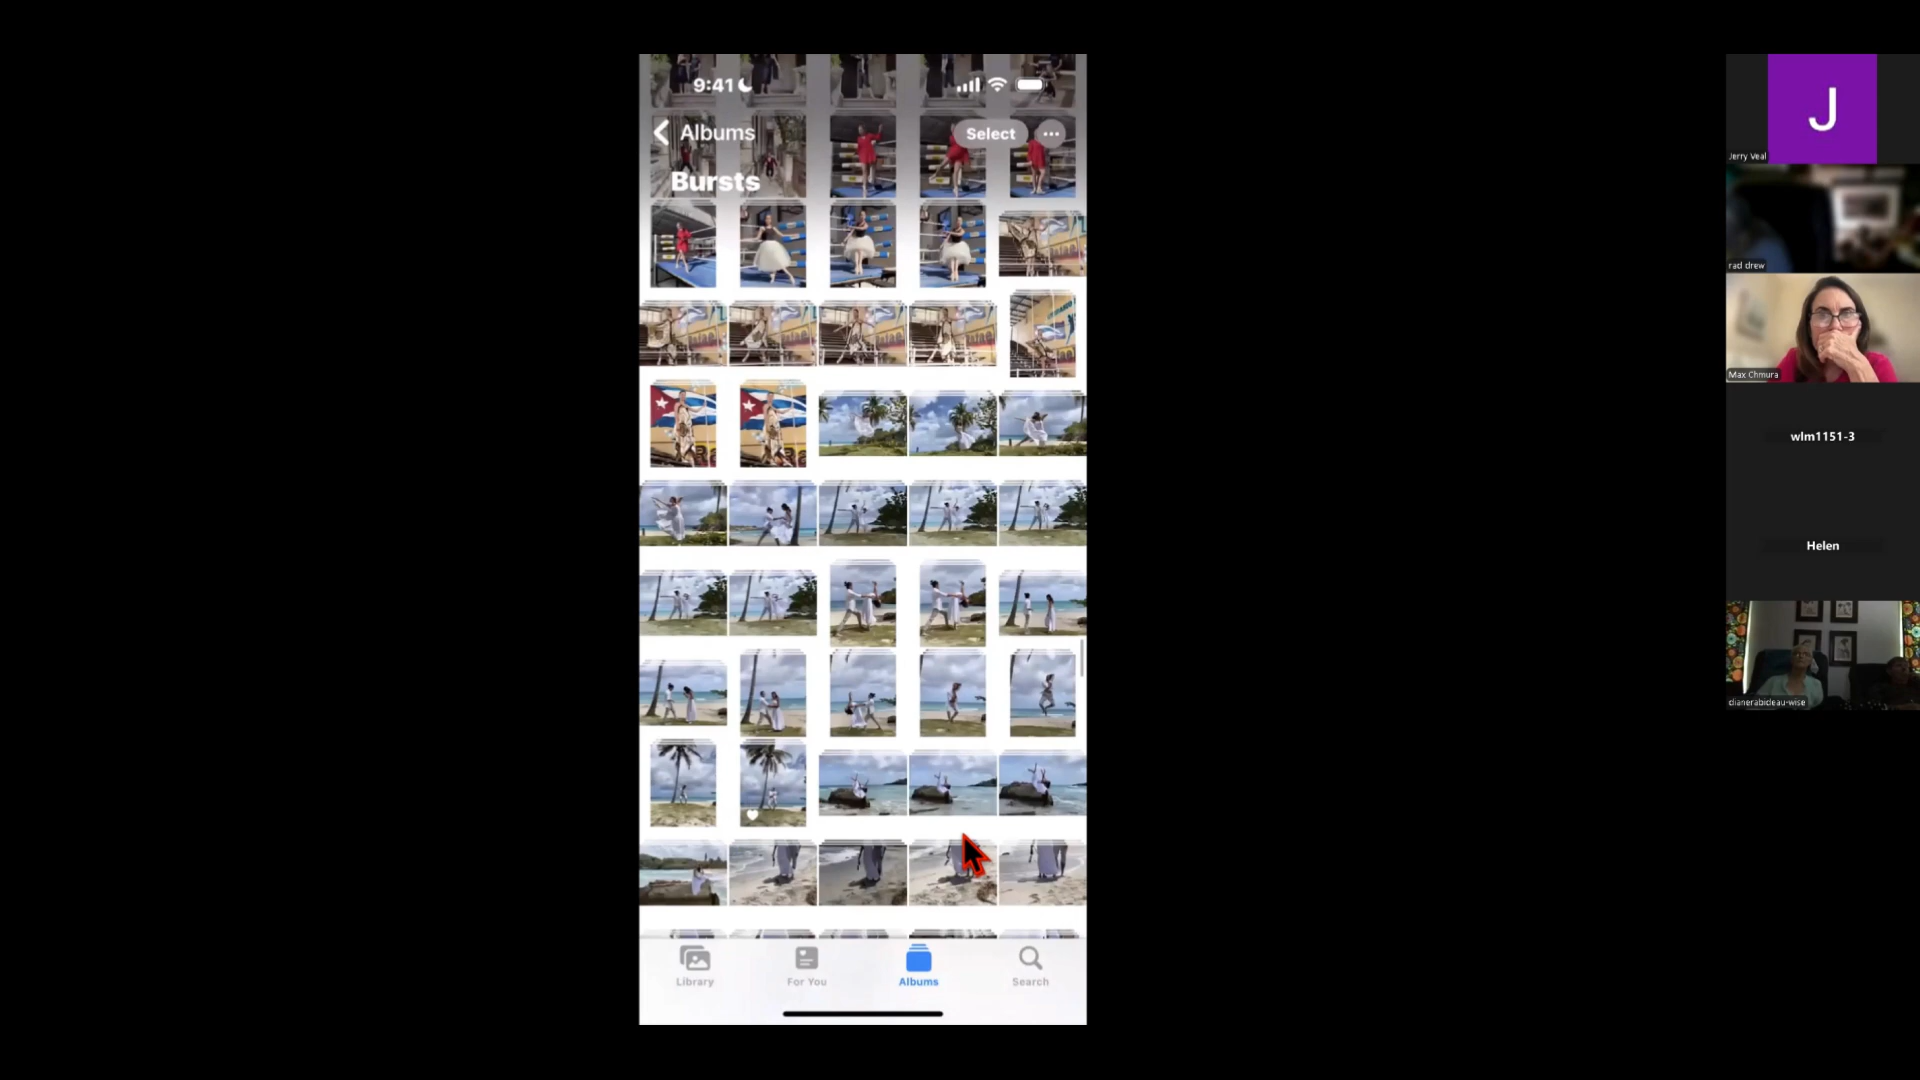 9:41
Albums
Select
Bursts
Library
For You
Albums
Search
J
Jerry Veal
rad drew
Max Chmura
wlm1151-3
Helen
dianerabideau-wise